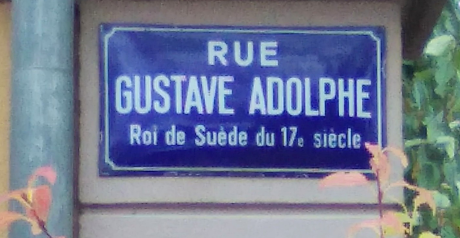 RUE
GUSTAVE ADOLPHE
Roi de Suède du 17e siècle